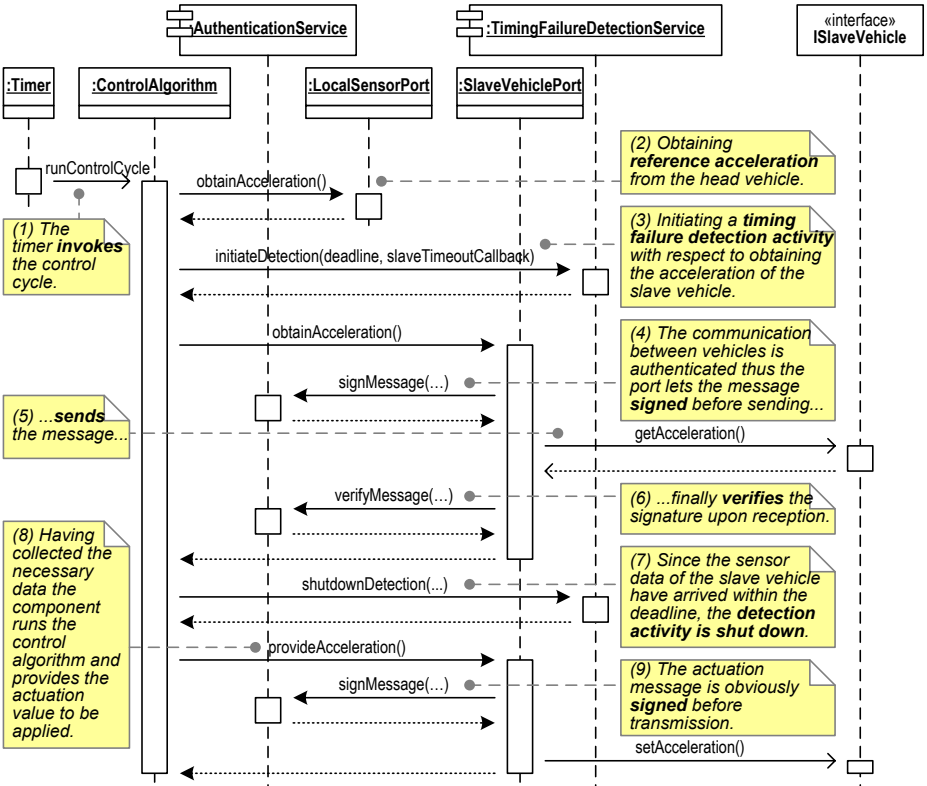 :AuthenticationService
:TimingFailureDetectionService
«interface»
ISlaveVehicle
:Timer
:ControlAlgorithm
:LocalSensorPort
:SlaveVehiclePort
runControlCycle
obtainAcceleration()
(2) Obtaining
reference acceleration
from the head vehicle.
(1) The
timer invokes
the control
cycle.
(3) Initiating a timing
failure detection activity
with respect to obtaining
the acceleration of the
slave vehicle.
initiateDetection(deadline, slaveTimeoutCallback)
obtainAcceleration()
(4) The communication
between vehicles is
authenticated thus the
port lets the message
signed before sending...
signMessage(…)
(5) ...sends
the message...
getAcceleration()
verifyMessage(…)
(6) ...finally verifies the
signature upon reception.
(8) Having
collected the
necessary
data the
component
runs the
control
algorithm and
provides the
actuation
value to be
applied.
(7) Since the sensor
data of the slave vehicle
have arrived within the
deadline, the detection
activity is shut down.
shutdownDetection(...)
provideAcceleration()
signMessage(…)
(9) The actuation
message is obviously
signed before
transmission.
setAcceleration()